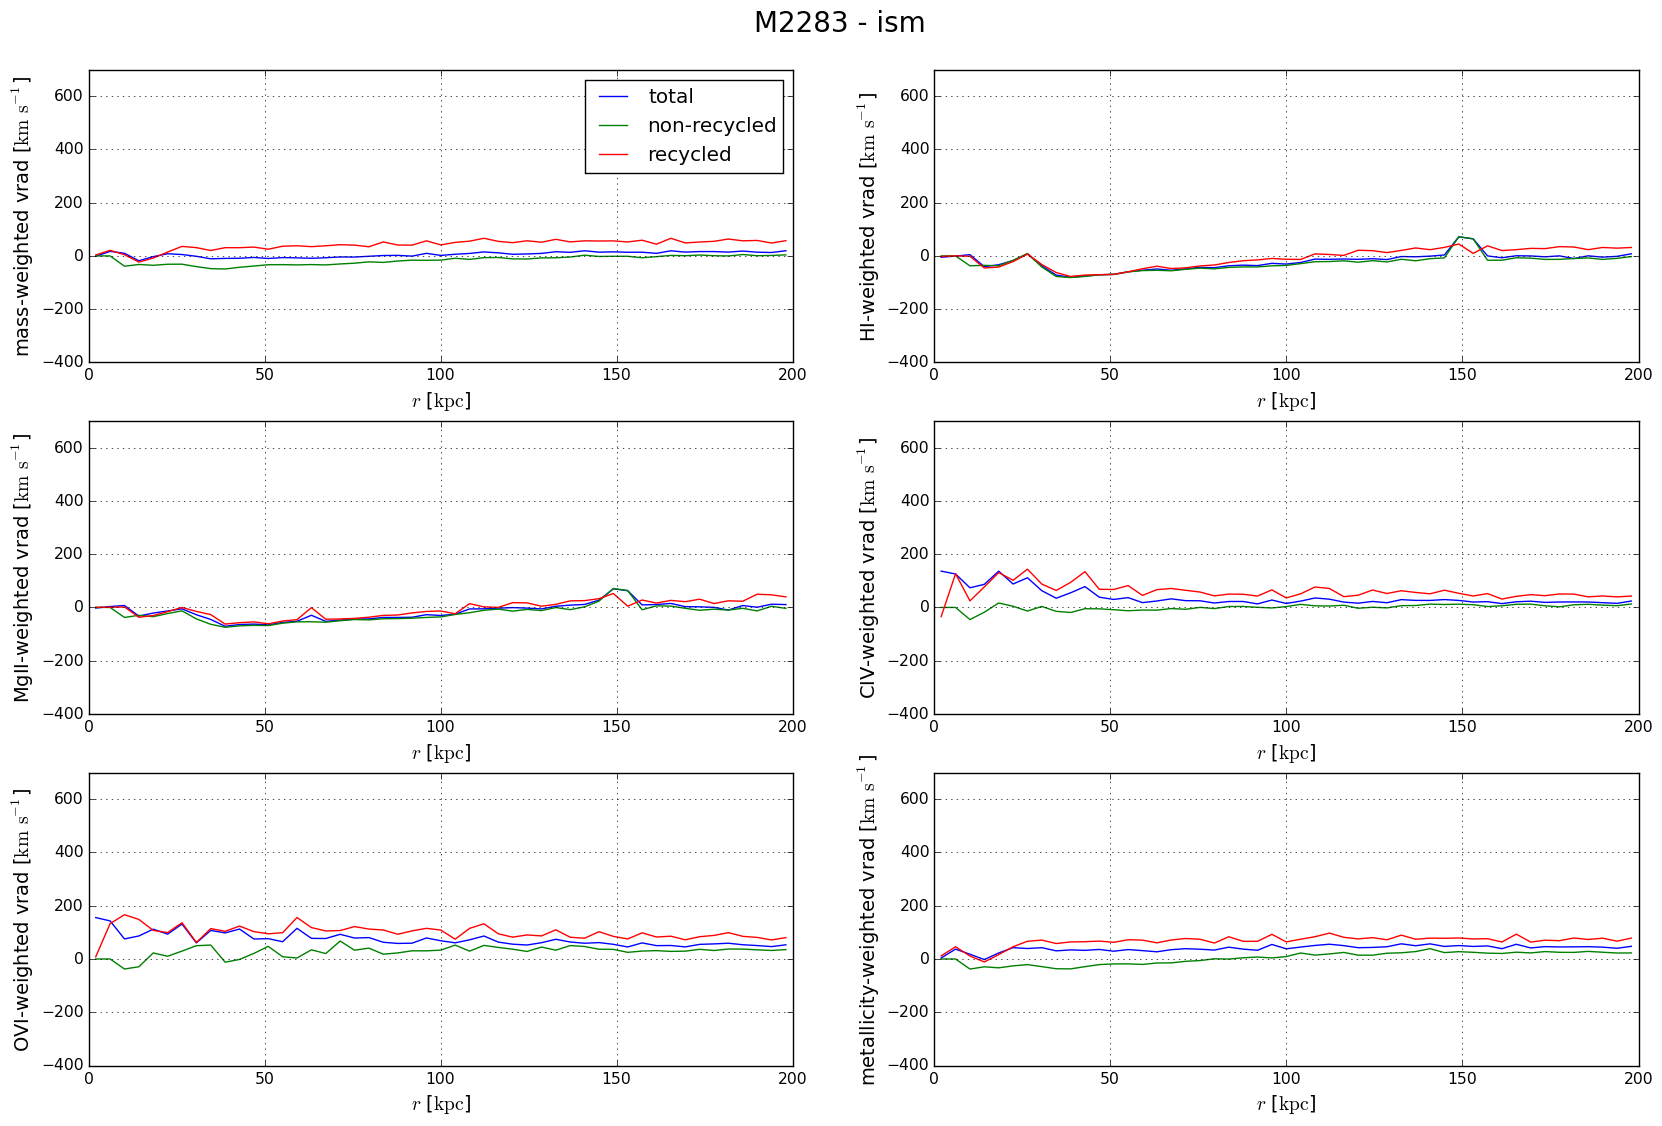 M2283 - ism
mass-weighted vrad [km s⁻¹]
600
400
200
0
−200
−400
total
non-recycled
recycled
0 50 100 150 200
r [kpc]
HI-weighted vrad [km s⁻¹]
600
400
200
0
−200
−400
0 50 100 150 200
r [kpc]
MgII-weighted vrad [km s⁻¹]
600
400
200
0
−200
−400
0 50 100 150 200
r [kpc]
CIV-weighted vrad [km s⁻¹]
600
400
200
0
−200
−400
0 50 100 150 200
r [kpc]
OVI-weighted vrad [km s⁻¹]
600
400
200
0
−200
−400
0 50 100 150 200
r [kpc]
metallicity-weighted vrad [km s⁻¹]
600
400
200
0
−200
−400
0 50 100 150 200
r [kpc]